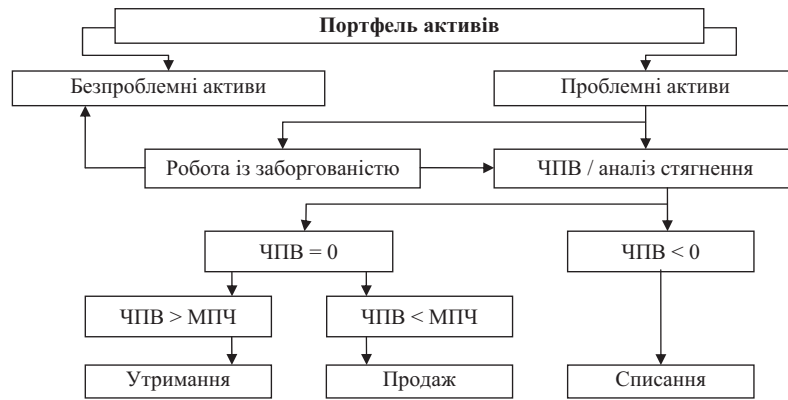 Портфель активів
Безпроблемні активи
Проблемні активи
Робота із заборгованістю
ЧПВ / аналіз стягнення
ЧПВ = 0
ЧПВ < 0
ЧПВ > МПЧ
ЧПВ < МПЧ
Утримання
Продаж
Списання